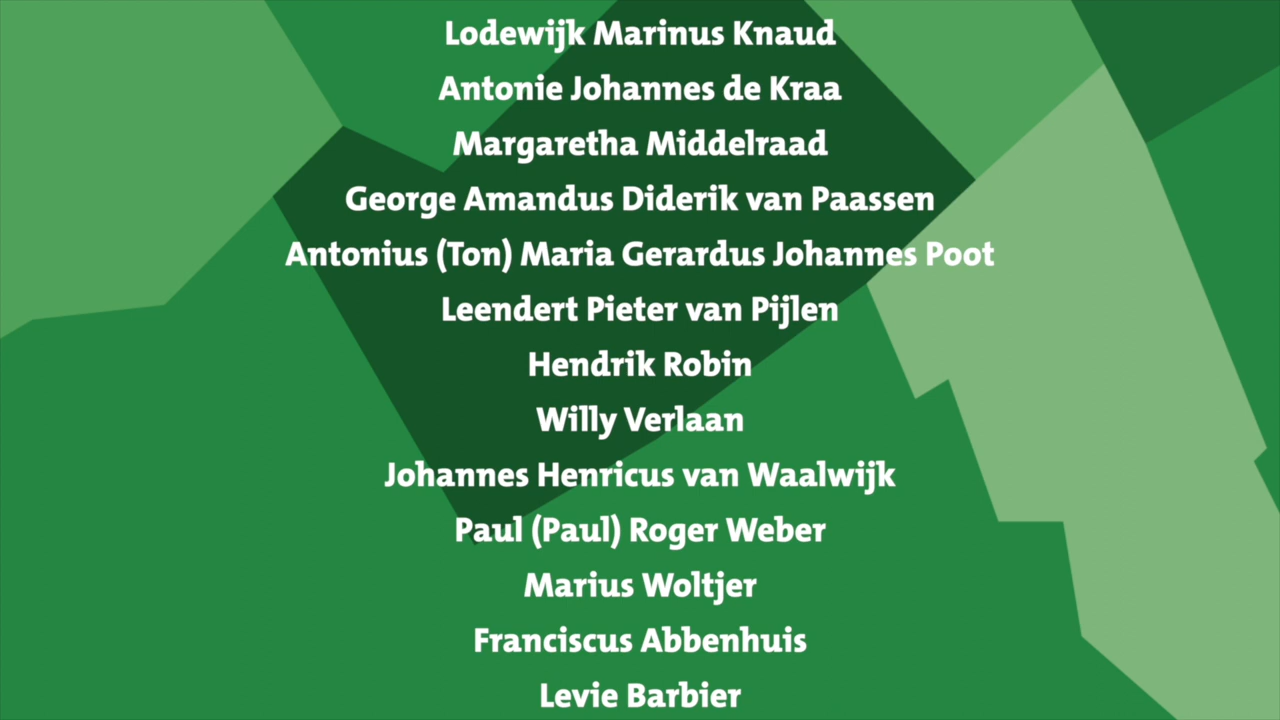 Lodewijk Marinus Knaud
Antonie Johannes de Kraa
Margaretha Middelraad
George Amandus Diderik van Paassen
Antonius (Ton) Maria Gerardus Johannes Poot
Leendert Pieter van Pijlen
Hendrik Robin
Willy Verlaan
Johannes Henricus van Waalwijk
Paul (Paul) Roger Weber
Marius Woltjer
Franciscus Abbenhuis
Levie Barbier